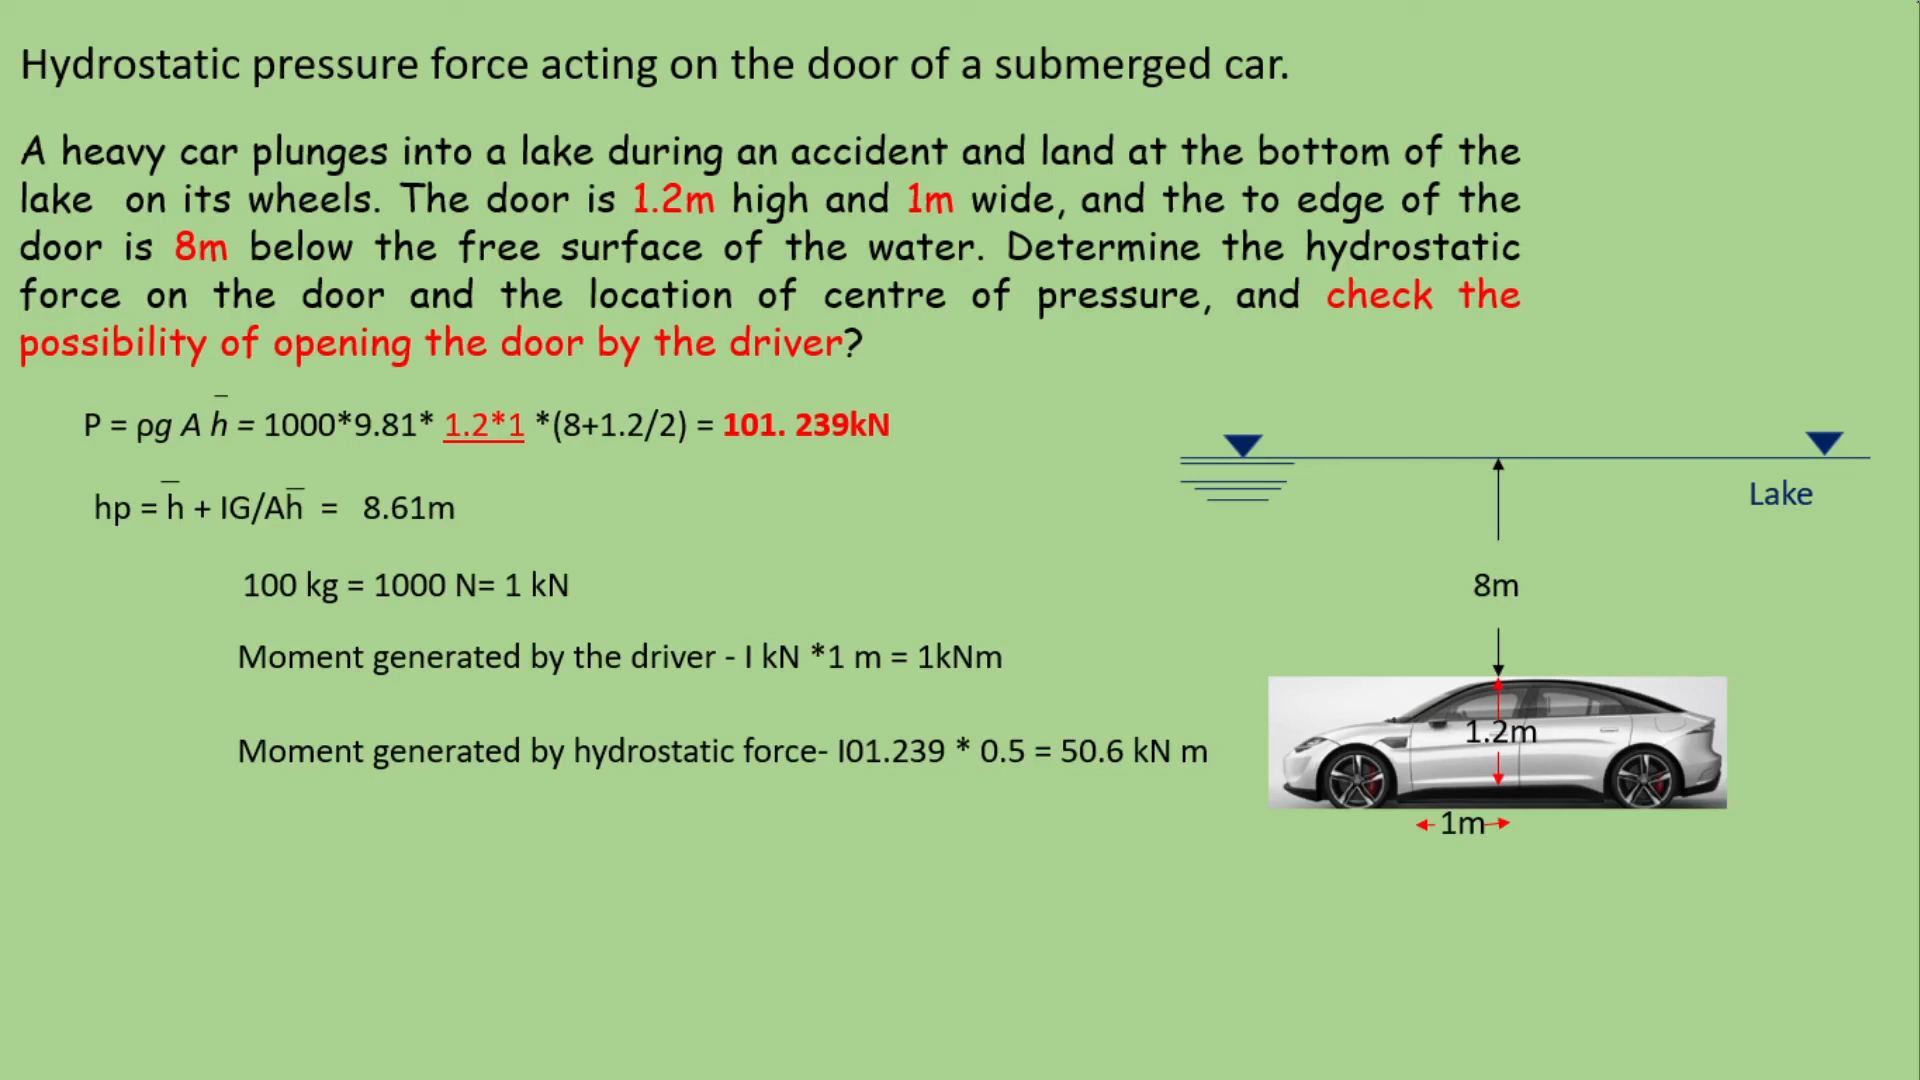 Hydrostatic pressure force acting on the door of a submerged car.
A heavy car plunges into a lake during an accident and land at the bottom of the
lake on its wheels. The door is 1.2m high and 1m wide, and the to edge of the
door is 8m below the free surface of the water. Determine the hydrostatic
force on the door and the location of centre of pressure, and check the
possibility of opening the door by the driver?
P = ρg A h̅ = 1000*9.81* 1.2*1 *(8+1.2/2) = 101. 239kN
hp = h̅ + IG/Ah̅ = 8.61m
100 kg = 1000 N= 1 kN
Moment generated by the driver - I kN *1 m = 1kNm
Moment generated by hydrostatic force- I01.239 * 0.5 = 50.6 kN m
Lake
8m
1.2m
1m